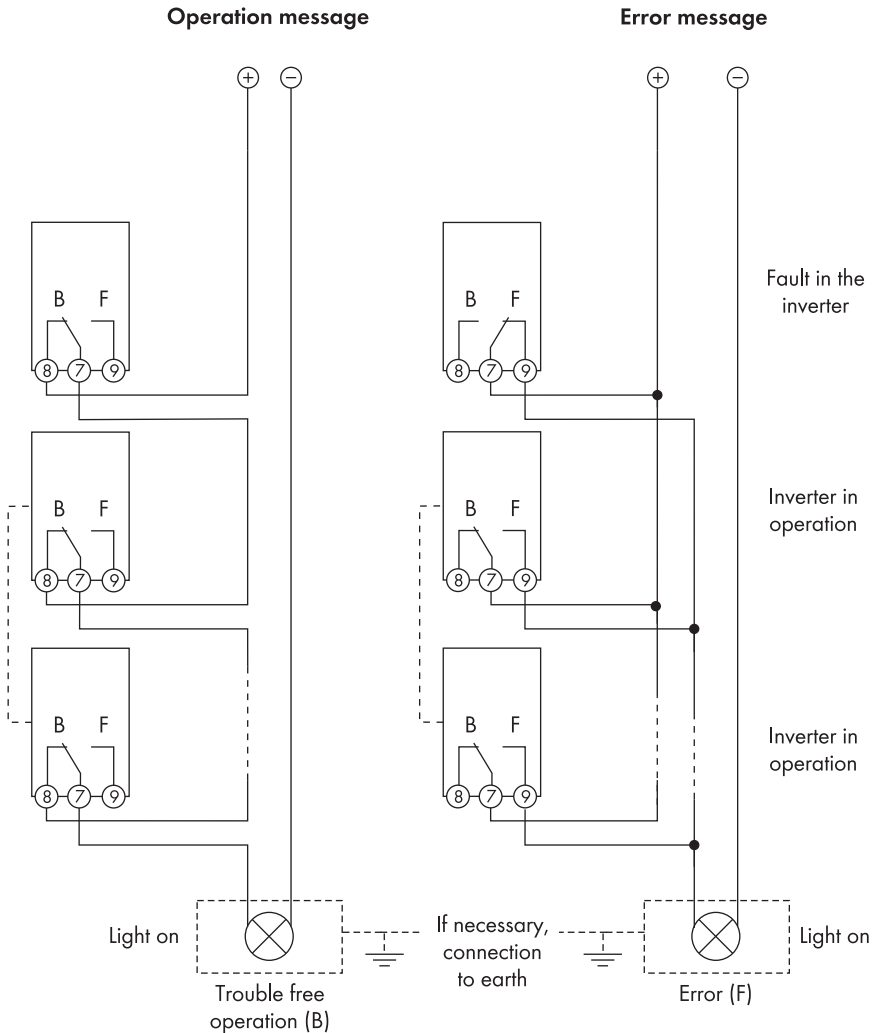 Operation message
Error message
+ −
+ −
B F
8 7 9
B F
8 7 9
Fault in the
inverter
B F
8 7 9
B F
8 7 9
Inverter in
operation
B F
8 7 9
B F
8 7 9
Inverter in
operation
Light on
Trouble free
operation (B)
If necessary,
connection
to earth
Light on
Error (F)